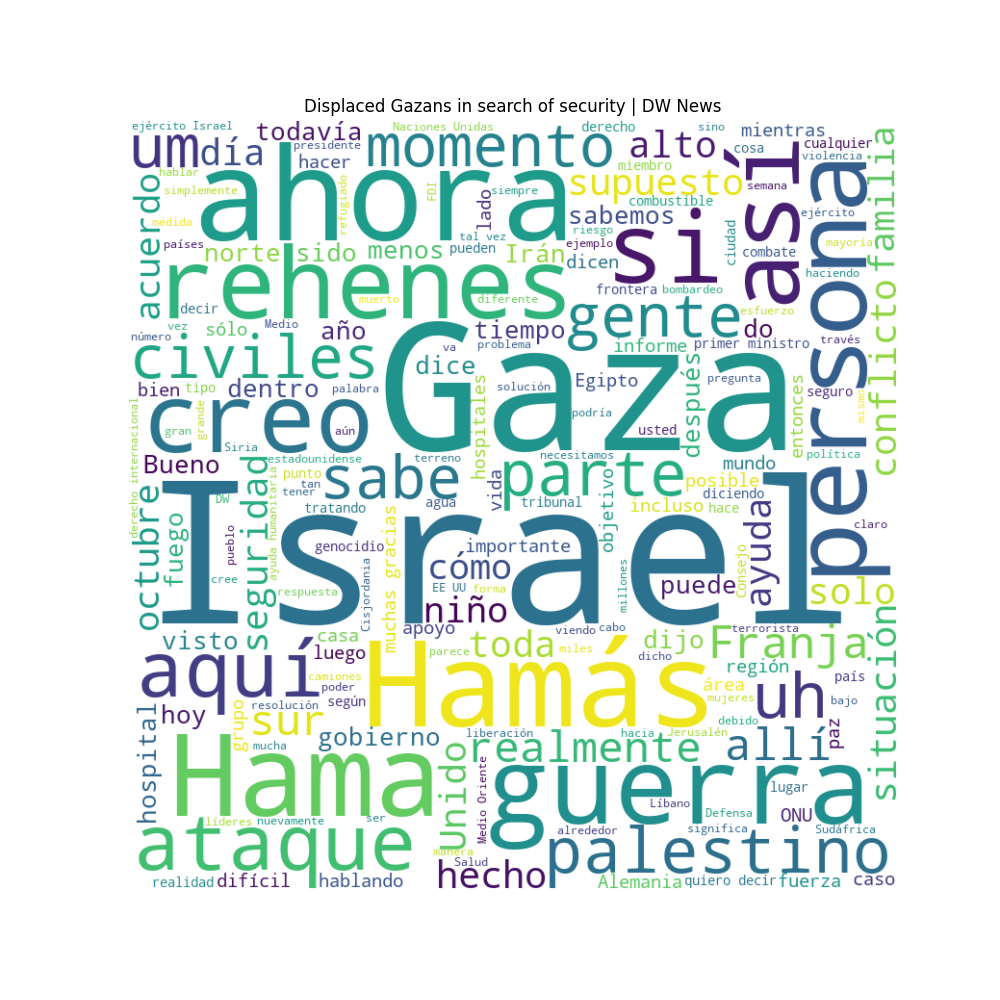 Displaced Gazans in search of security | DW News
ejército Israel
um
día
todavía
presidente
Naciones Unidas
derecho
sino
mientras
cualquier
hablar
simplemente
ahora
hacer
momento
miembro
alto
cosa
violencia
medida
acuerdo
refugiado
FDI
siempre
lado
supuesto
combustible
semana
así
ejército
familia
países
norte
sido
menos
tal vez
pueden
riesgo
ejemplo
sabemos
si
ciudad
combate
persona
mayoría
Irán
dicen
haciendo
decir
rehenes
muerto
diferente
frontera
bombardeo
esfuerzo
vez
número
sólo
Medio
año
va
tiempo
problema
gente
informe
do
primer ministro
través
conflicto
civiles
dice
Gaza
bien
tipo
dentro
palabra
hospitales
solución
Egipto
después
pregunta
entonces
seguro
mismo
creo
grande
gran
aún
podría
usted
política
derecho internacional
Siria
estadounidense
terreno
necesitamos
Bueno
DW
punto
tan
tener
sabe
vida
parte
mundo
posible
diciendo
octubre
fuego
seguridad
ayuda humanitaria
tratando
agua
tribunal
objetivo
incluso
hace
ayuda
claro
pueblo
Israel
genocidio
muchas gracias
importante
cree
respuesta
Cisjordania
cómo
EE UU
forma
millones
puede
Consejo
solo
niño
visto
casa
apoyo
viendo
cabo
terrorista
luego
toda
dijo
Franja
situación
parece
miles
dicho
aquí
camiones
poder
según
Hamás
región
país
área
mujeres
uh
bajo
hoy
resolución
grupo
sur
debido
paz
hospital
mucha
gobierno
liberación
hacia
Jerusalén
realmente
allí
Hama
Unido
Medio Oriente
guerra
lugar
Líbano
Defensa
ONU
líderes
nuevamente
ser
alrededor
significa
Sudáfrica
ataque
manera
Salud
palestino
realidad
difícil
hablando
hecho
Alemania
quiero decir
fuerza
caso